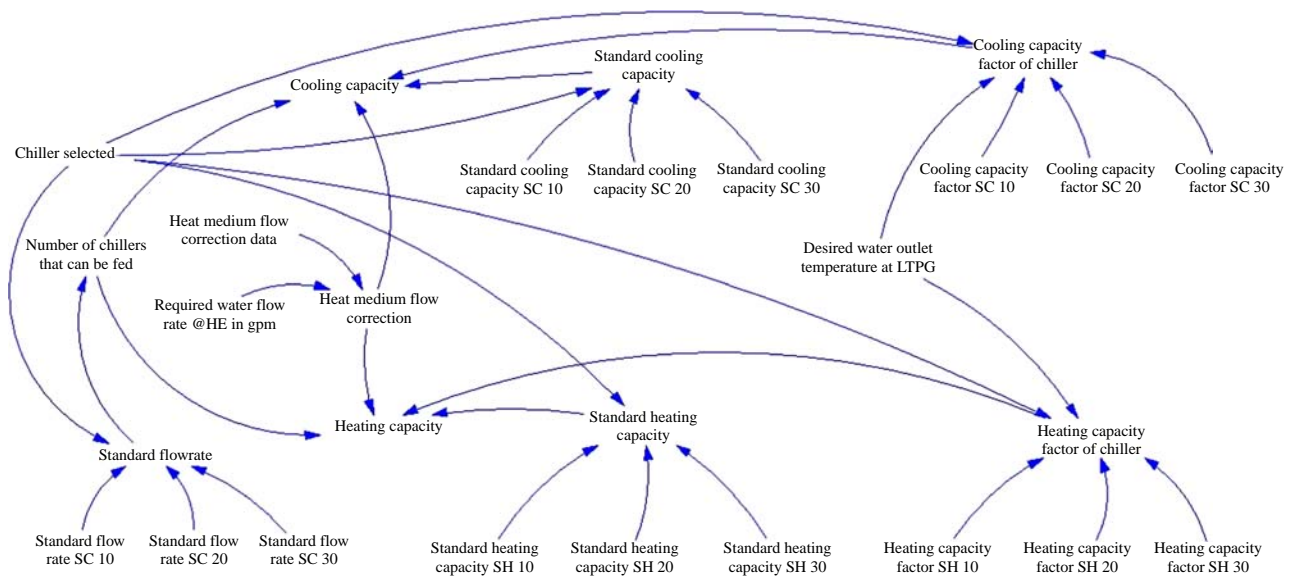 Cooling capacity
factor of chiller
Standard cooling
capacity
Cooling capacity
Chiller selected
Standard cooling
capacity SC 10
Standard cooling
capacity SC 20
Standard cooling
capacity SC 30
Cooling capacity
factor SC 10
Cooling capacity
factor SC 20
Cooling capacity
factor SC 30
Heat medium flow
correction data
Number of chillers
that can be fed
Desired water outlet
temperature at LTPG
Required water flow
rate @HE in gpm
Heat medium flow
correction
Heating capacity
Standard heating
capacity
Heating capacity
factor of chiller
Standard flowrate
Standard flow
rate SC 10
Standard flow
rate SC 20
Standard flow
rate SC 30
Standard heating
capacity SH 10
Standard heating
capacity SH 20
Standard heating
capacity SH 30
Heating capacity
factor SH 10
Heating capacity
factor SH 20
Heating capacity
factor SH 30